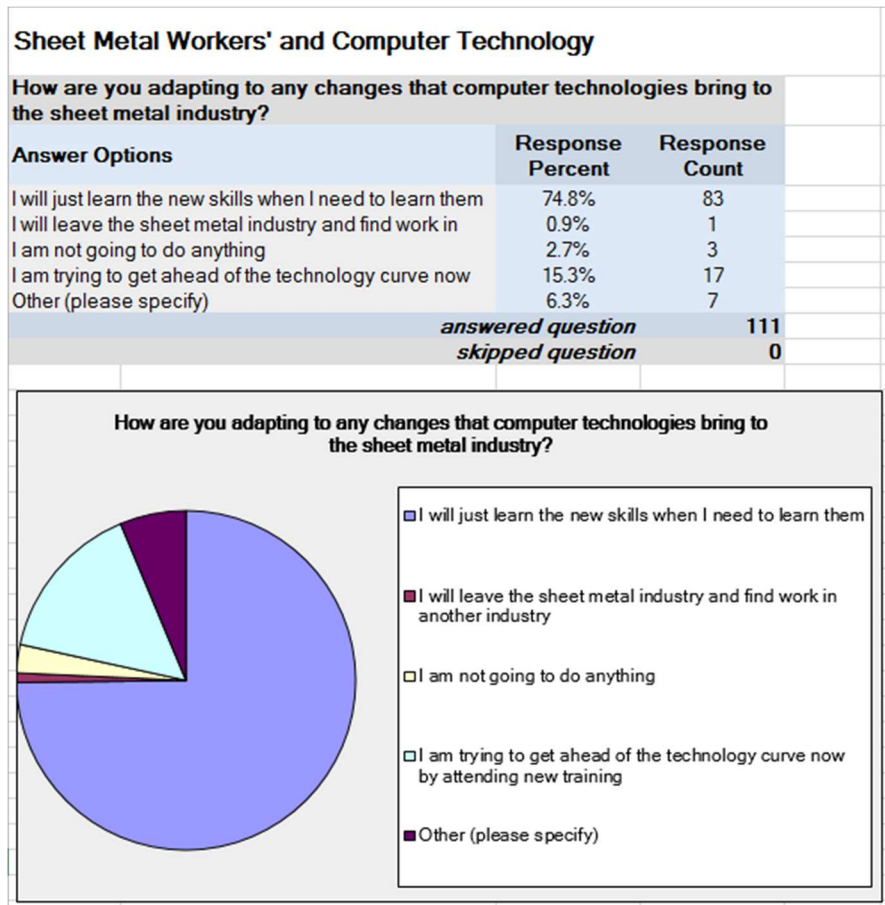 Sheet Metal Workers' and Computer Technology
How are you adapting to any changes that computer technologies bring to
the sheet metal industry?
Answer Options
Response
Percent
Response
Count
I will just learn the new skills when I need to learn them 74.8% 83
I will leave the sheet metal industry and find work in 0.9% 1
I am not going to do anything 2.7% 3
I am trying to get ahead of the technology curve now 15.3% 17
Other (please specify) 6.3% 7
answered question 111
skipped question 0
How are you adapting to any changes that computer technologies bring to
the sheet metal industry?
I will just learn the new skills when I need to learn them
I will leave the sheet metal industry and find work in
another industry
I am not going to do anything
I am trying to get ahead of the technology curve now
by attending new training
Other (please specify)